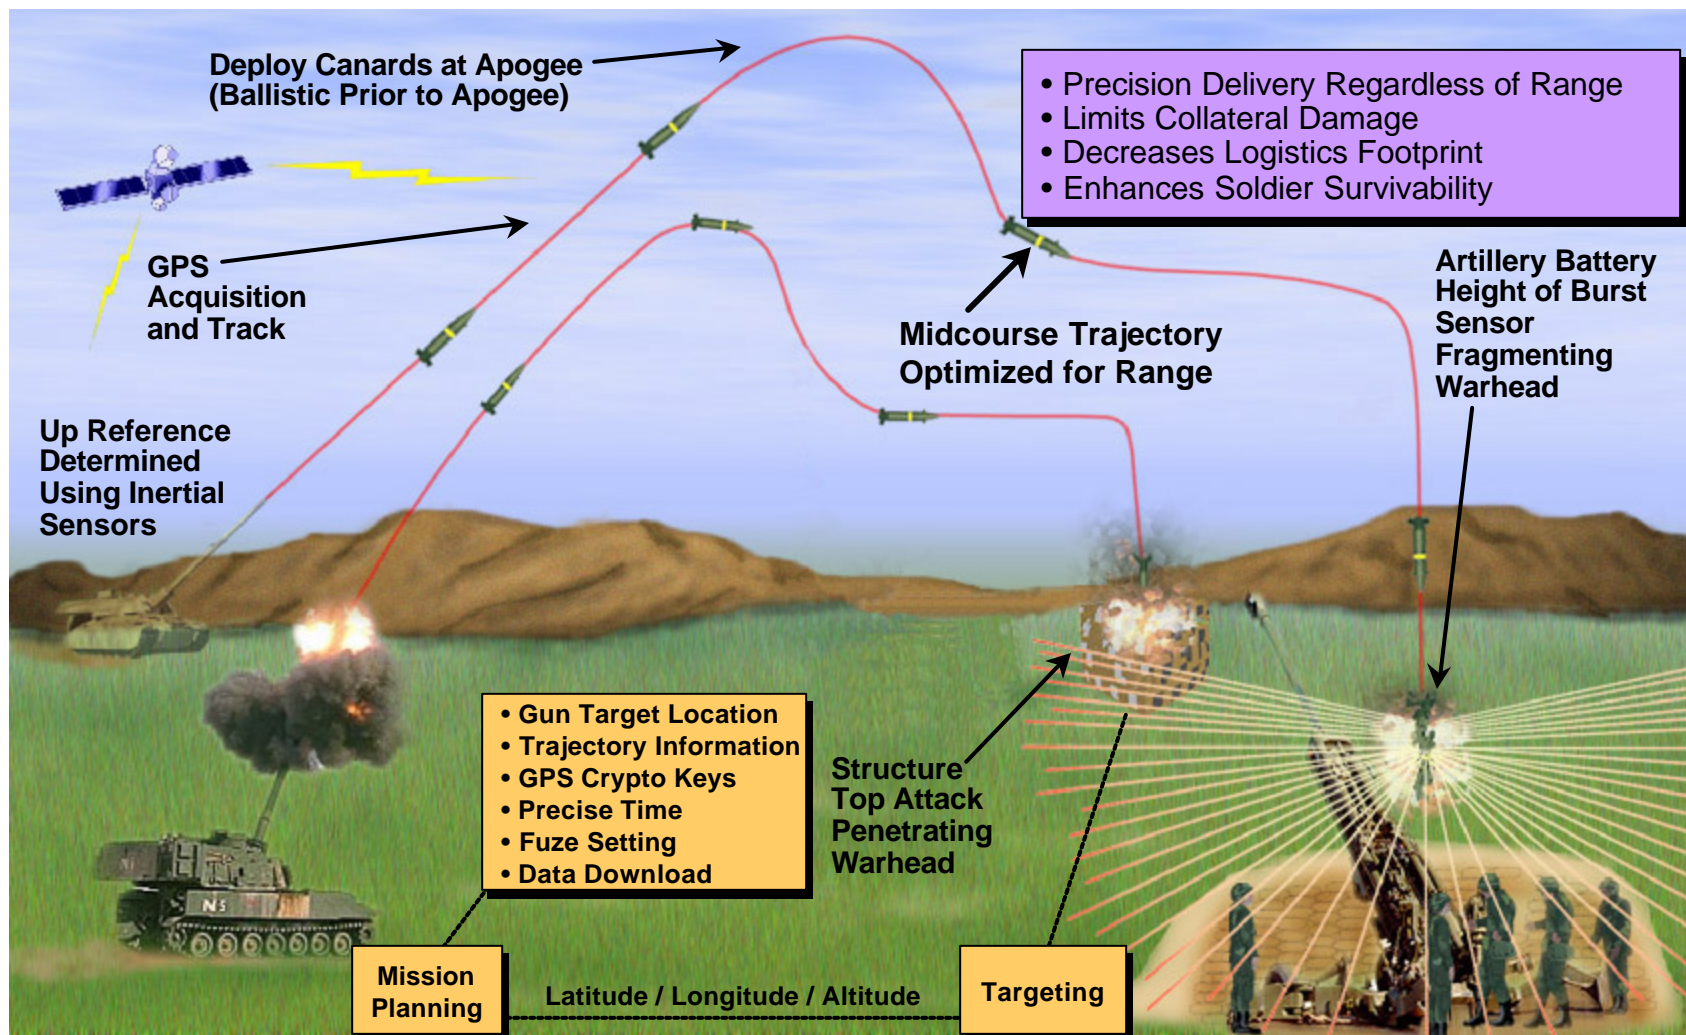 Deploy Canards at Apogee
(Ballistic Prior to Apogee)
• Precision Delivery Regardless of Range
• Limits Collateral Damage
• Decreases Logistics Footprint
• Enhances Soldier Survivability
GPS
Acquisition
and Track
Artillery Battery
Height of Burst
Sensor
Fragmenting
Warhead
Midcourse Trajectory
Optimized for Range
Up Reference
Determined
Using Inertial
Sensors
• Gun Target Location
• Trajectory Information
• GPS Crypto Keys
• Precise Time
• Fuze Setting
• Data Download
Structure
Top Attack
Penetrating
Warhead
Mission
Planning
Latitude / Longitude / Altitude
Targeting